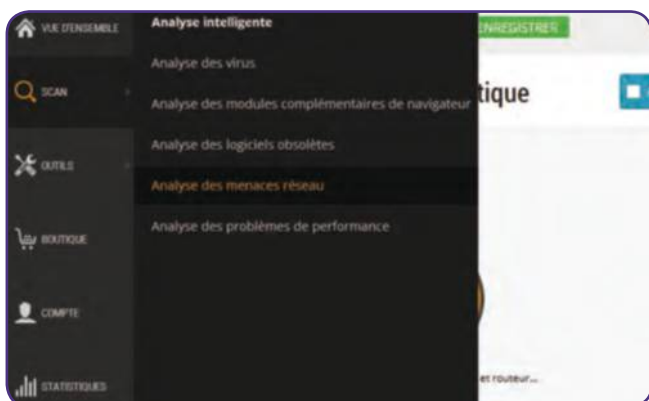 VUE D'ENSEMBLE
SCAN
OUTILS
BOUTIQUE
COMPTE
STATISTIQUES
Analyse intelligente
Analyse des virus
Analyse des modules complémentaires de navigateur
Analyse des logiciels obsolètes
Analyse des menaces réseau
Analyse des problèmes de performance
ENREGISTRER
tique
et routeur...